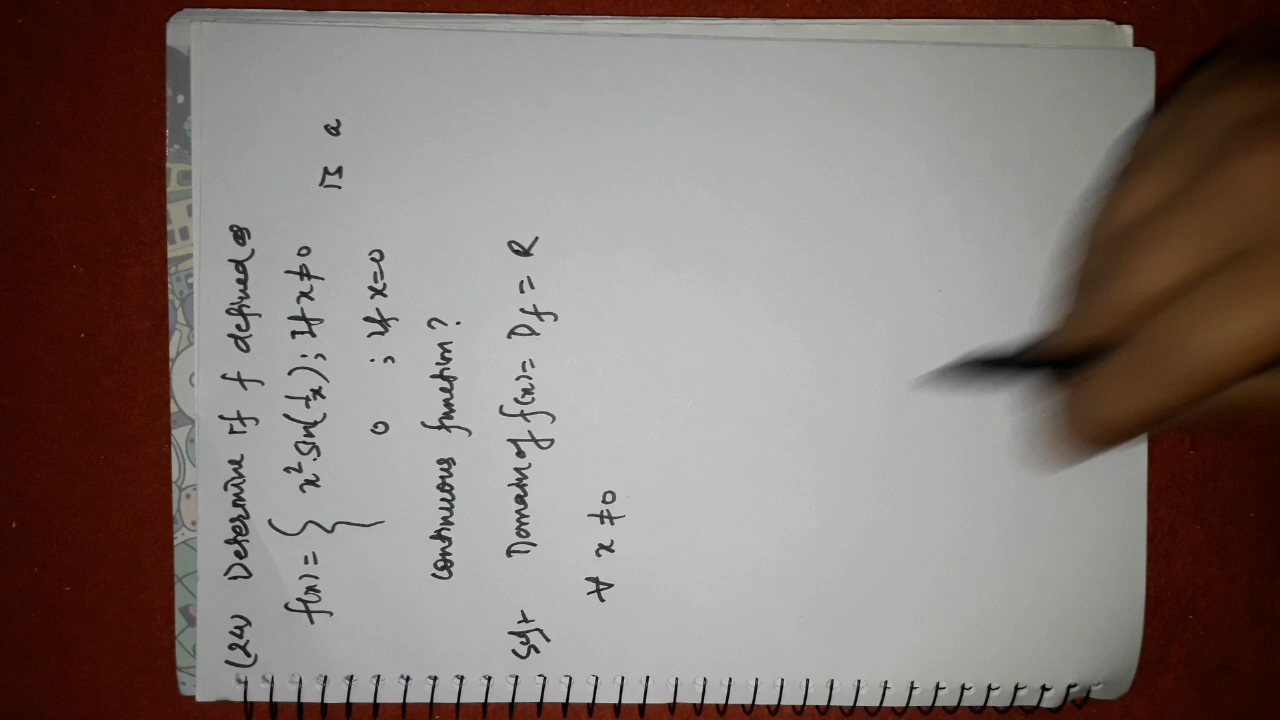 (24) Determine if f defined as
f(x) = { x² sin(1/x) ; if x ≠ 0
0 ; if x = 0 is a
continuous function?
Sol: Domain of f(x) = Df = R
∀ x ≠ 0